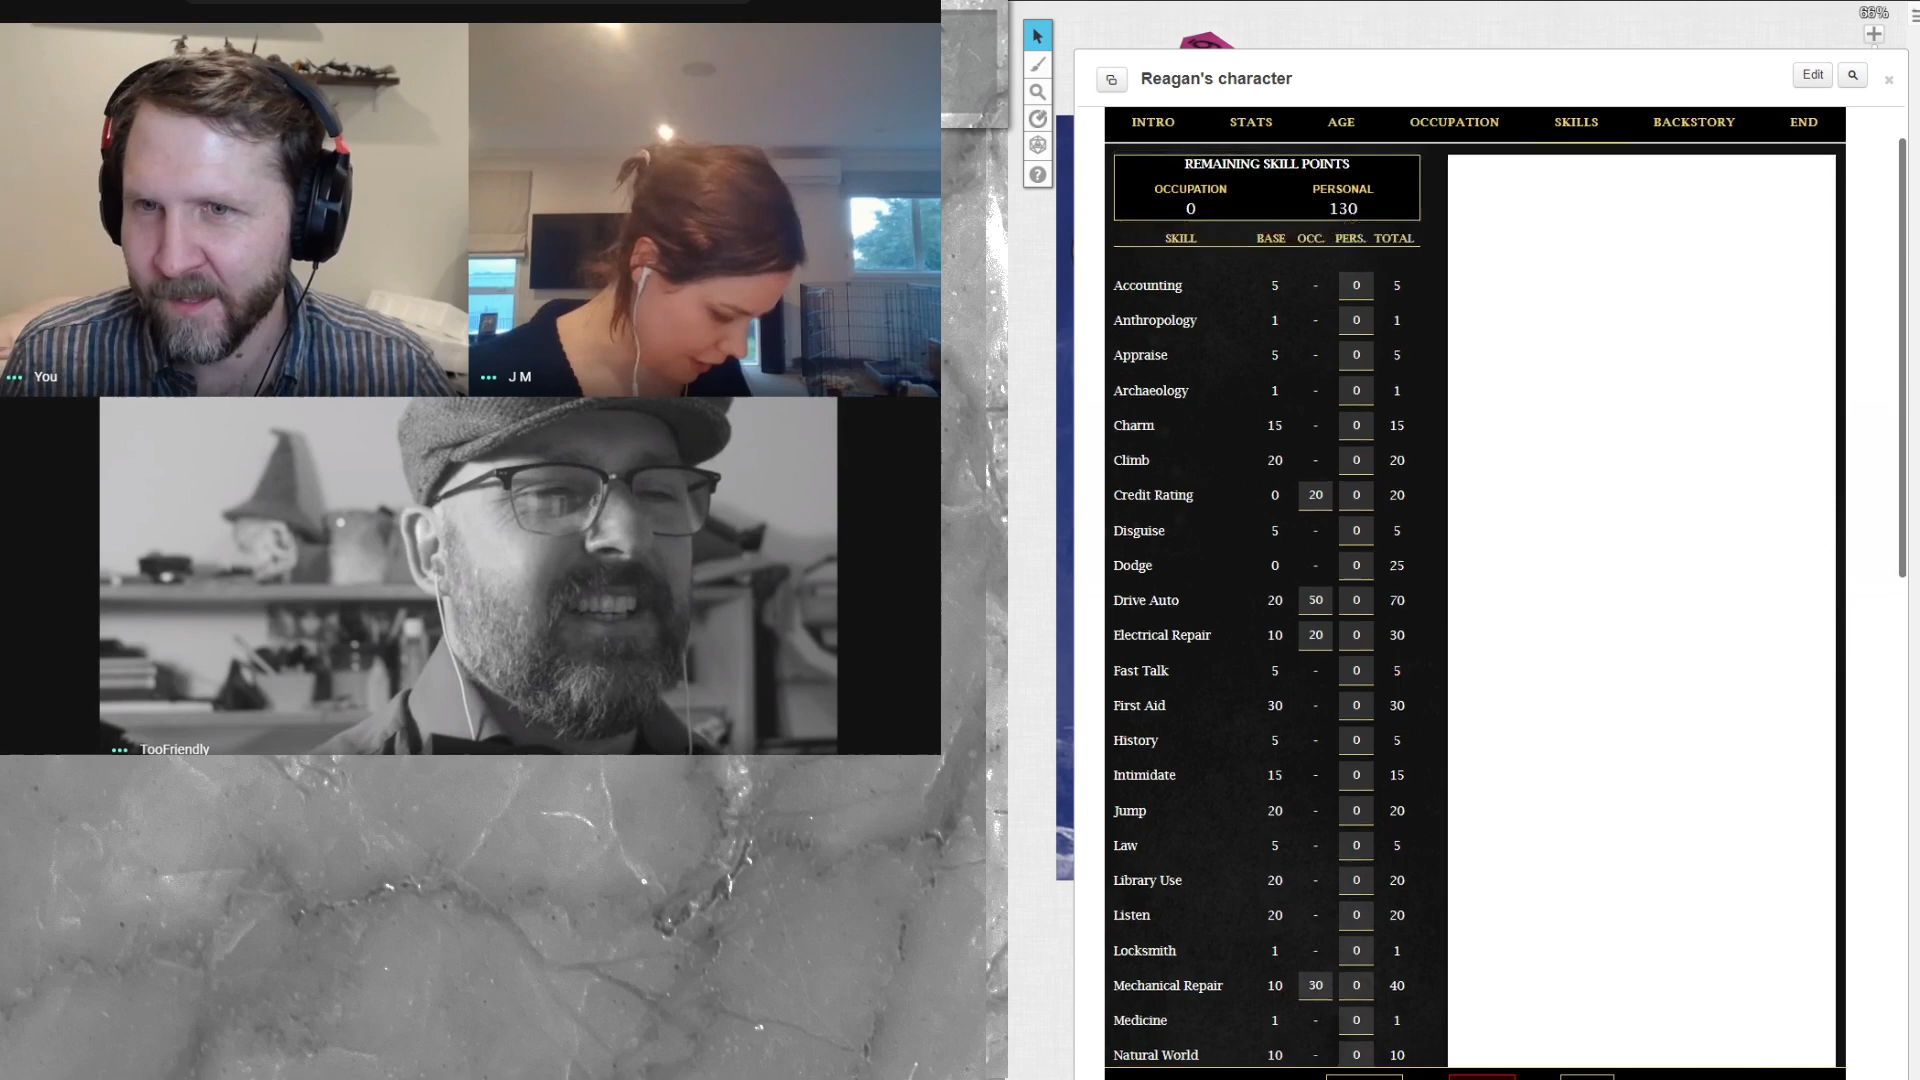 You
J M
TooFriendly
66%
Reagan's character
Edit
INTRO STATS AGE OCCUPATION SKILLS BACKSTORY END
REMAINING SKILL POINTS
OCCUPATION PERSONAL
0 130
SKILL BASE OCC. PERS. TOTAL
Accounting 5 - 0 5
Anthropology 1 - 0 1
Appraise 5 - 0 5
Archaeology 1 - 0 1
Charm 15 - 0 15
Climb 20 - 0 20
Credit Rating 0 20 0 20
Disguise 5 - 0 5
Dodge 0 - 0 25
Drive Auto 20 50 0 70
Electrical Repair 10 20 0 30
Fast Talk 5 - 0 5
First Aid 30 - 0 30
History 5 - 0 5
Intimidate 15 - 0 15
Jump 20 - 0 20
Law 5 - 0 5
Library Use 20 - 0 20
Listen 20 - 0 20
Locksmith 1 - 0 1
Mechanical Repair 10 30 0 40
Medicine 1 - 0 1
Natural World 10 - 0 10